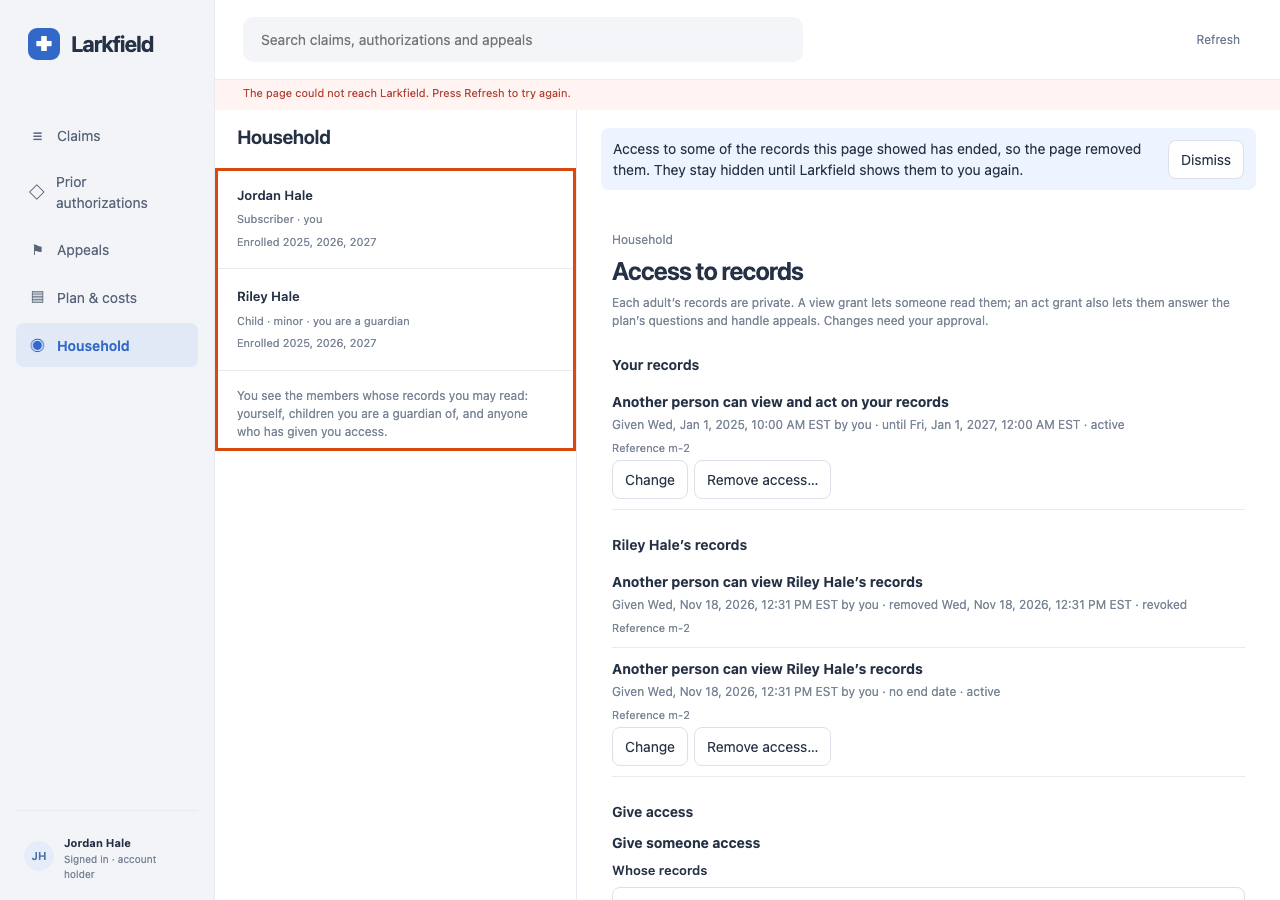 Larkfield
Search claims, authorizations and appeals
Refresh
The page could not reach Larkfield. Press Refresh to try again.
Claims
Prior
authorizations
Appeals
Plan & costs
Household
Jordan Hale
Signed in · account
holder
JH
Household
Jordan Hale
Subscriber · you
Enrolled 2025, 2026, 2027
Riley Hale
Child · minor · you are a guardian
Enrolled 2025, 2026, 2027
You see the members whose records you may read:
yourself, children you are a guardian of, and anyone
who has given you access.
Access to some of the records this page showed has ended, so the page removed
them. They stay hidden until Larkfield shows them to you again.
Dismiss
Household
Access to records
Each adult’s records are private. A view grant lets someone read them; an act grant also lets them answer the
plan’s questions and handle appeals. Changes need your approval.
Your records
Another person can view and act on your records
Given Wed, Jan 1, 2025, 10:00 AM EST by you · until Fri, Jan 1, 2027, 12:00 AM EST · active
Reference m-2
Change
Remove access…
Riley Hale’s records
Another person can view Riley Hale’s records
Given Wed, Nov 18, 2026, 12:31 PM EST by you · removed Wed, Nov 18, 2026, 12:31 PM EST · revoked
Reference m-2
Another person can view Riley Hale’s records
Given Wed, Nov 18, 2026, 12:31 PM EST by you · no end date · active
Reference m-2
Change
Remove access…
Give access
Give someone access
Whose records